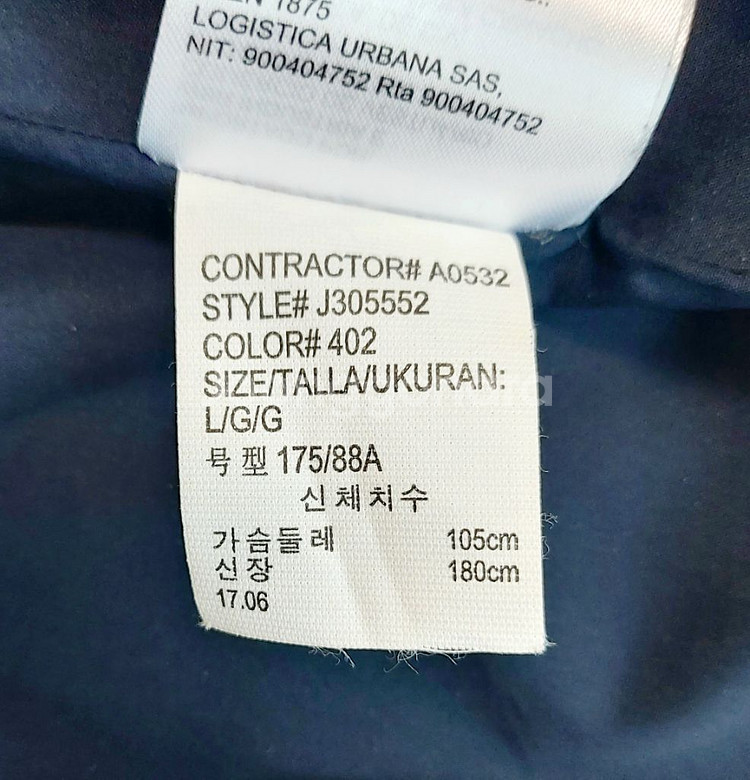 1875
LOGISTICA URBANA SAS,
NIT: 900404752 Rta 900404752
CONTRACTOR# A0532
STYLE# J305552
COLOR# 402
SIZE/TALLA/UKURAN:
L/G/G
号型 175/88A
신체치수
가슴둘레 105cm
신장 180cm
17.06